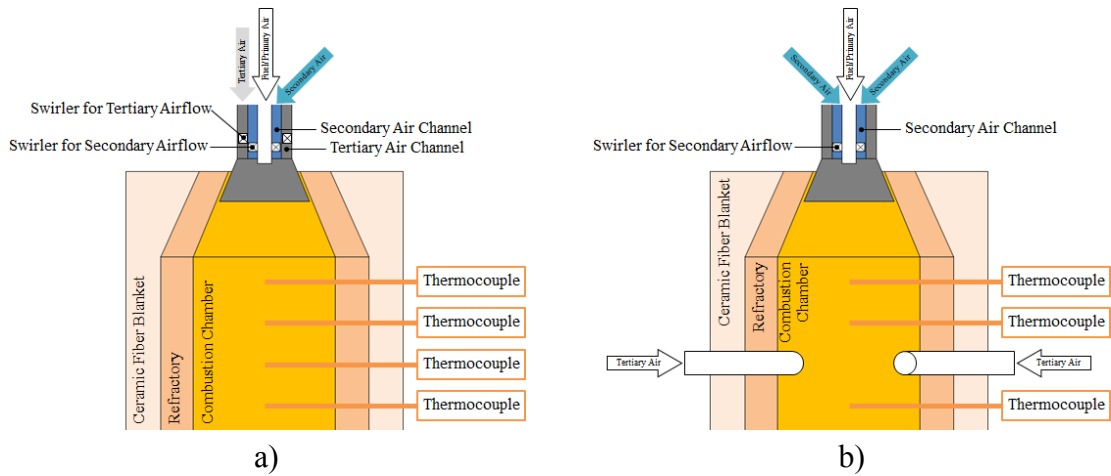 Tertiary Air
Fuel/Primary Air
Secondary Air
Swirler for Tertiary Airflow
Swirler for Secondary Airflow
Secondary Air Channel
Tertiary Air Channel
Ceramic Fiber Blanket
Refractory
Combustion Chamber
Thermocouple
Thermocouple
Thermocouple
Thermocouple
a)
Secondary Air
Fuel/Primary Air
Secondary Air
Swirler for Secondary Airflow
Secondary Air Channel
Ceramic Fiber Blanket
Refractory
Combustion
Chamber
Thermocouple
Thermocouple
Tertiary Air
Tertiary Air
Thermocouple
b)